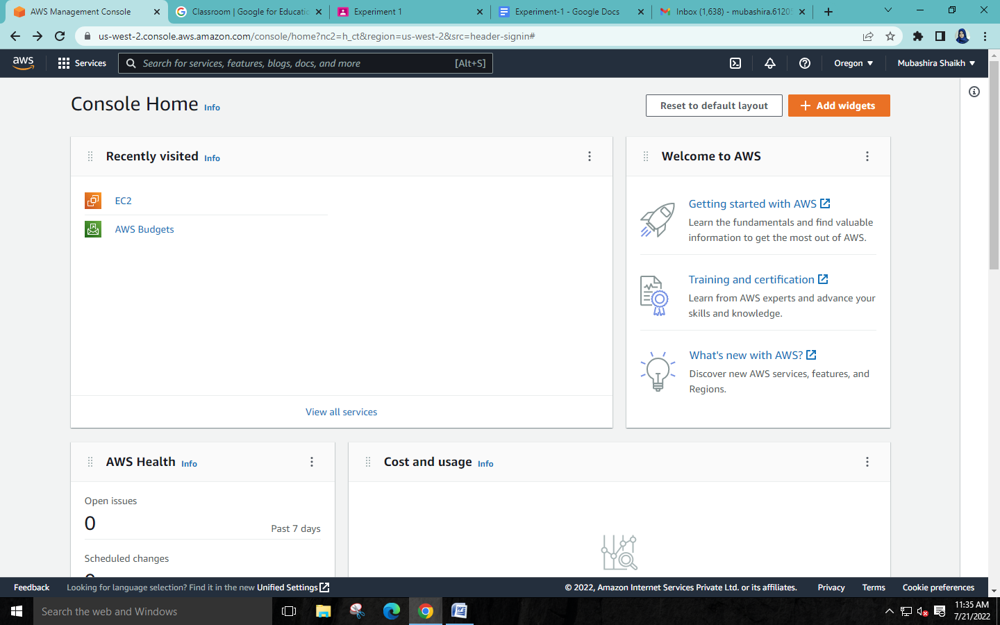 AWS Management Console
Classroom | Google for Educatio
Experiment 1
Experiment-1 - Google Docs
Inbox (1,638) - mubashira.6120
us-west-2.console.aws.amazon.com/console/home?nc2=h_ct&region=us-west-2&src=header-signin#
aws
Services
Search for services, features, blogs, docs, and more
[Alt+S]
Oregon
Mubashira Shaikh
Console Home Info
Reset to default layout
Add widgets
Recently visited Info
EC2
AWS Budgets
View all services
Welcome to AWS
Getting started with AWS
Learn the fundamentals and find valuable
information to get the most out of AWS.
Training and certification
Learn from AWS experts and advance your
skills and knowledge.
What's new with AWS?
Discover new AWS services, features, and
Regions.
AWS Health Info
Open issues
0
Past 7 days
Scheduled changes
Cost and usage Info
Feedback
Looking for language selection? Find it in the new Unified Settings
© 2022, Amazon Internet Services Private Ltd. or its affiliates.
Privacy
Terms
Cookie preferences
Search the web and Windows
11:35 AM
7/21/2022